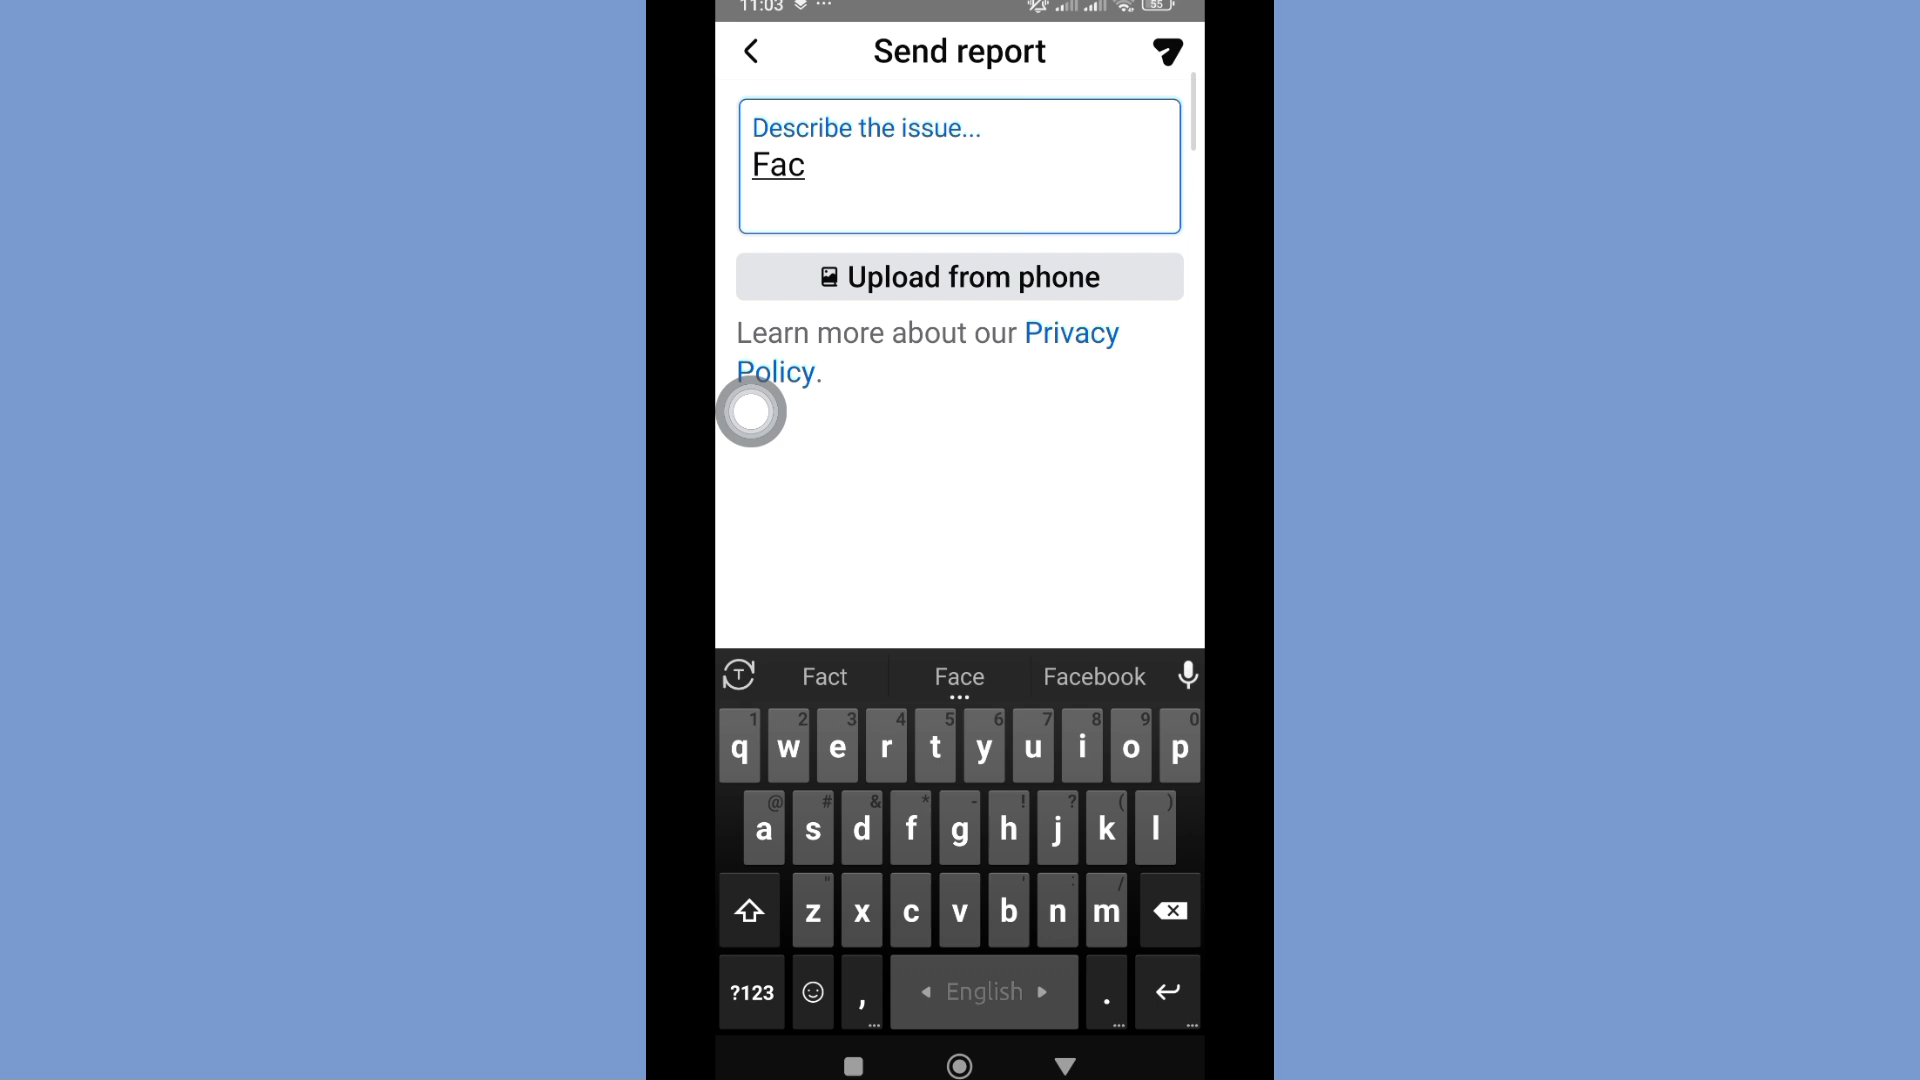 11:03 ... 55
Send report
Describe the issue...
Fac
Upload from phone
Learn more about our Privacy
Policy.
T Fact Face Facebook
...
1 2 3 4 5 6 7 8 9 0
q w e r t y u i o p
@ # & * - ! ? ( )
a s d f g h j k l
" ' : /
z x c v b n m
?123 , English .
... ... ...